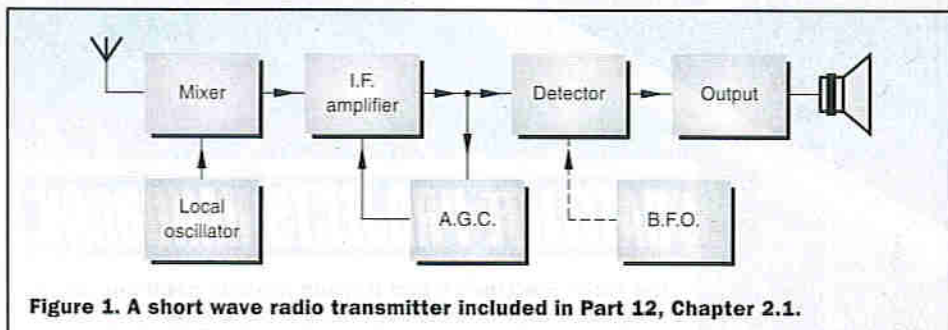 Mixer
I.F.
amplifier
Detector
Output
Local
oscillator
A.G.C.
B.F.O.
Figure 1. A short wave radio transmitter included in Part 12, Chapter 2.1.